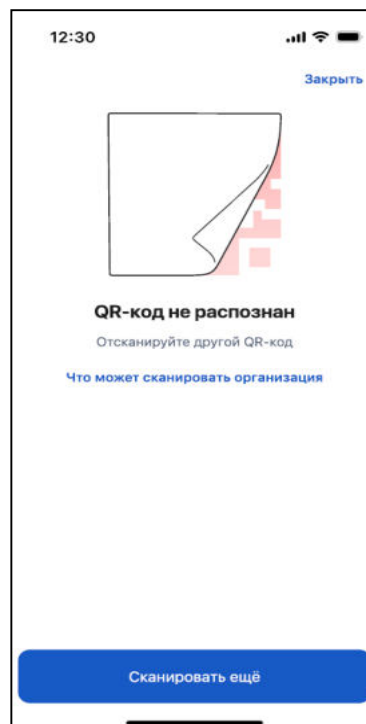 12:30
Закрыть
QR-код не распознан
Отсканируйте другой QR-код
Что может сканировать организация
Сканировать ещё